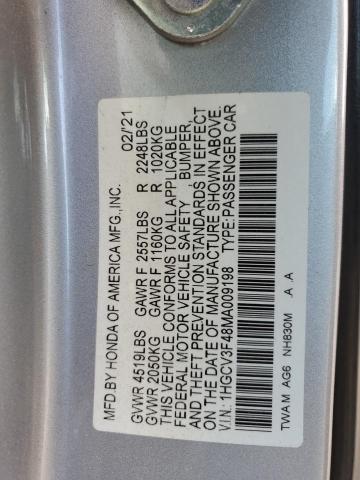 MFD.BY HONDA OF AMERICA MFG.,INC. 02/'21
GVWR 4519LBS GAWR F 2557LBS R 2248LBS
GVWR 2050KG GAWR F 1160KG R 1020KG
THIS VEHICLE CONFORMS TO ALL APPLICABLE
FEDERAL MOTOR VEHICLE SAFETY , BUMPER,
AND THEFT PREVENTION STANDARDS IN EFFECT
ON THE DATE OF MANUFACTURE SHOWN ABOVE.
V.I.N:1HGCV3F48MA009198 TYPE:PASSENGER CAR
TWA M AG6 NH830M A .A